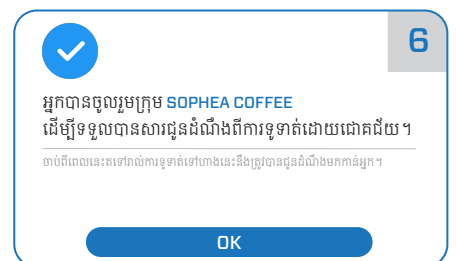 6
អ្នកបានចូលរួមក្រុម SOPHEA COFFEE
ដើម្បីទទួលបានសារជូនដំណឹងពីការទូទាត់ដោយជោគជ័យ។
ចាប់ពីពេលនេះតទៅរាល់ការទូទាត់ទៅហាងនេះនឹងត្រូវបានជូនដំណឹងមកកាន់អ្នក។
OK